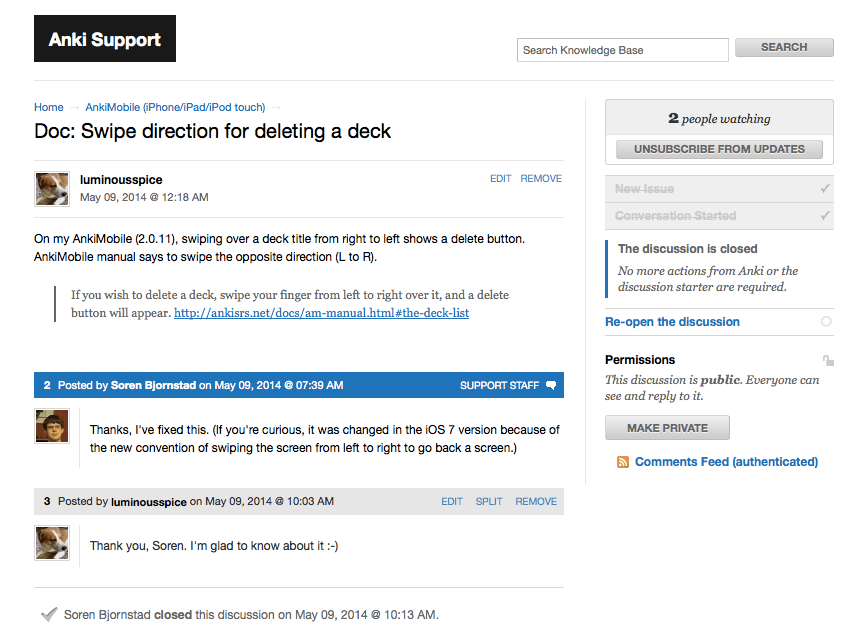 Anki Support
Search Knowledge Base
SEARCH
Home → AnkiMobile (iPhone/iPad/iPod touch) →
Doc: Swipe direction for deleting a deck
luminousspice
May 09, 2014 @ 12:18 AM
EDIT REMOVE
On my AnkiMobile (2.0.11), swiping over a deck title from right to left shows a delete button.
AnkiMobile manual says to swipe the opposite direction (L to R).
If you wish to delete a deck, swipe your finger from left to right over it, and a delete
button will appear. http://ankisrs.net/docs/am-manual.html#the-deck-list
2 Posted by Soren Bjornstad on May 09, 2014 @ 07:39 AM SUPPORT STAFF
Thanks, I've fixed this. (If you're curious, it was changed in the iOS 7 version because of
the new convention of swiping the screen from left to right to go back a screen.)
3 Posted by luminousspice on May 09, 2014 @ 10:03 AM EDIT SPLIT REMOVE
Thank you, Soren. I'm glad to know about it :-)
Soren Bjornstad closed this discussion on May 09, 2014 @ 10:13 AM.
2 people watching
UNSUBSCRIBE FROM UPDATES
New Issue ✓
Conversation Started ✓
The discussion is closed
No more actions from Anki or the
discussion starter are required.
Re-open the discussion
Permissions
This discussion is public. Everyone can
see and reply to it.
MAKE PRIVATE
Comments Feed (authenticated)